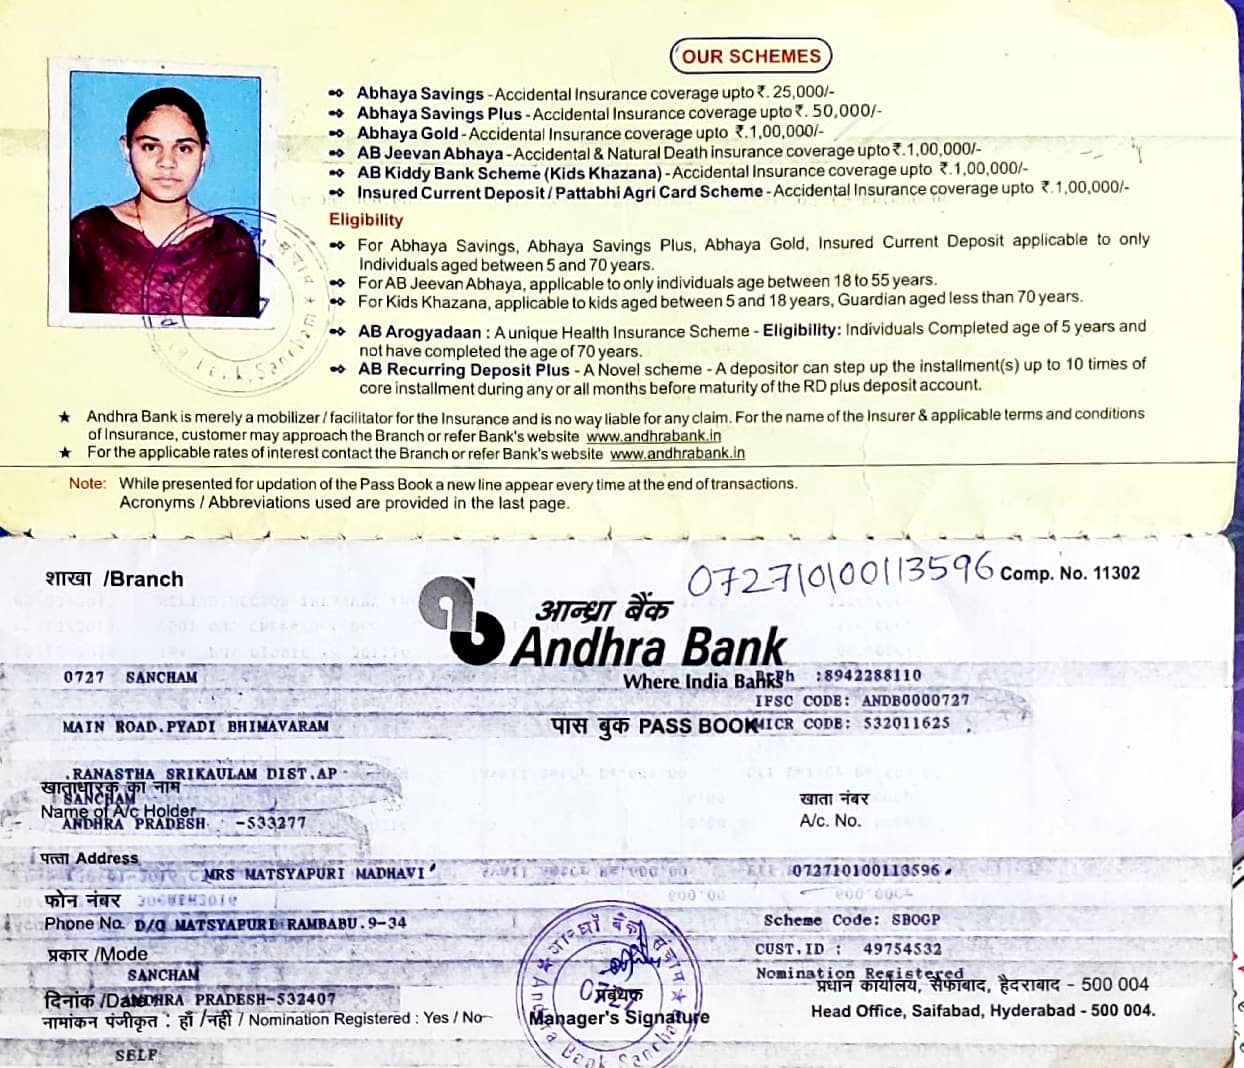 OUR SCHEMES
Abhaya Savings - Accidental Insurance coverage upto ₹. 25,000/-
Abhaya Savings Plus - Accidental Insurance coverage upto ₹. 50,000/-
Abhaya Gold - Accidental Insurance coverage upto ₹.1,00,000/-
AB Jeevan Abhaya - Accidental & Natural Death insurance coverage upto ₹.1,00,000/-
AB Kiddy Bank Scheme (Kids Khazana) - Accidental Insurance coverage upto ₹.1,00,000/-
Insured Current Deposit / Pattabhi Agri Card Scheme - Accidental Insurance coverage upto ₹.1,00,000/-
Eligibility
For Abhaya Savings, Abhaya Savings Plus, Abhaya Gold, Insured Current Deposit applicable to only
Individuals aged between 5 and 70 years.
For AB Jeevan Abhaya, applicable to only individuals age between 18 to 55 years.
For Kids Khazana, applicable to kids aged between 5 and 18 years, Guardian aged less than 70 years.
AB Arogyadaan : A unique Health Insurance Scheme - Eligibility: Individuals Completed age of 5 years and
not have completed the age of 70 years.
AB Recurring Deposit Plus - A Novel scheme - A depositor can step up the installment(s) up to 10 times of
core installment during any or all months before maturity of the RD plus deposit account.
★ Andhra Bank is merely a mobilizer / facilitator for the Insurance and is no way liable for any claim. For the name of the Insurer & applicable terms and conditions
of Insurance, customer may approach the Branch or refer Bank's website www.andhrabank.in
★ For the applicable rates of interest contact the Branch or refer Bank's website www.andhrabank.in
Note: While presented for updation of the Pass Book a new line appear every time at the end of transactions.
Acronyms / Abbreviations used are provided in the last page.
शाखा /Branch
072710100113596 Comp. No. 11302
आन्ध्रा बैंक
Andhra Bank
Where India Banks
0727 SANCHAM
:8942288110
IFSC CODE: ANDB0000727
MAIN ROAD.PYADI BHIMAVARAM
पास बुक PASS BOOK
MICR CODE: 532011625
.RANASTHA SRIKAULAM DIST.AP
खाताधारक का नाम
SANCHAM
Name of A/c Holder
ANDHRA PRADESH -533277
खाता नंबर
A/c. No.
पत्ता Address
MRS MATSYAPURI MADHAVI
072710100113596
फोन नंबर
Phone No. D/O MATSYAPURI RAMBABU.9-34
Scheme Code: SBOGP
प्रकार /Mode
CUST.ID : 49754532
SANCHAM
Nomination Registered
दिनांक /Date
ANDHRA PRADESH-532407
प्रबंधक
प्रधान कार्यालय, सैफाबाद, हैदराबाद - 500 004
नामांकन पंजीकृत : हाँ /नहीं / Nomination Registered : Yes / No
Manager's Signature
Head Office, Saifabad, Hyderabad - 500 004.
SELF